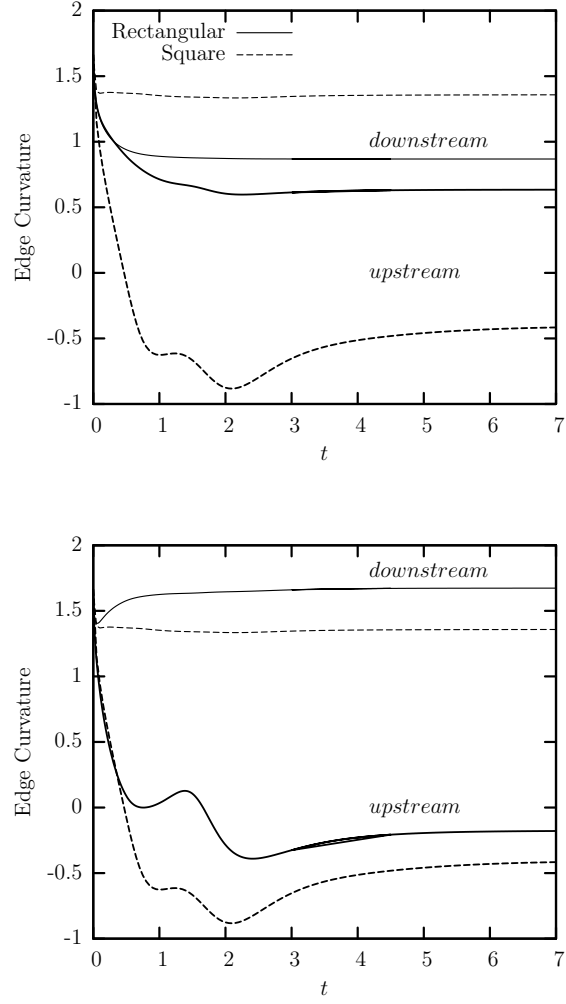 2
Rectangular
Square
1.5
downstream
1
0.5
Edge Curvature
0
upstream
-0.5
-1
0 1 2 3 4 5 6 7
t
2
downstream
1.5
1
0.5
Edge Curvature
0
upstream
-0.5
-1
0 1 2 3 4 5 6 7
t